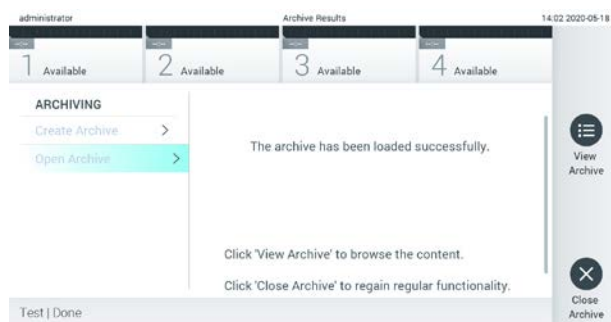 administrator
Archive Results
14:02 2020-05-18
1 Available
2 Available
3 Available
4 Available
ARCHIVING
Create Archive
Open Archive
The archive has been loaded successfully.
Click 'View Archive' to browse the content.
Click 'Close Archive' to regain regular functionality.
View
Archive
Close
Archive
Test | Done